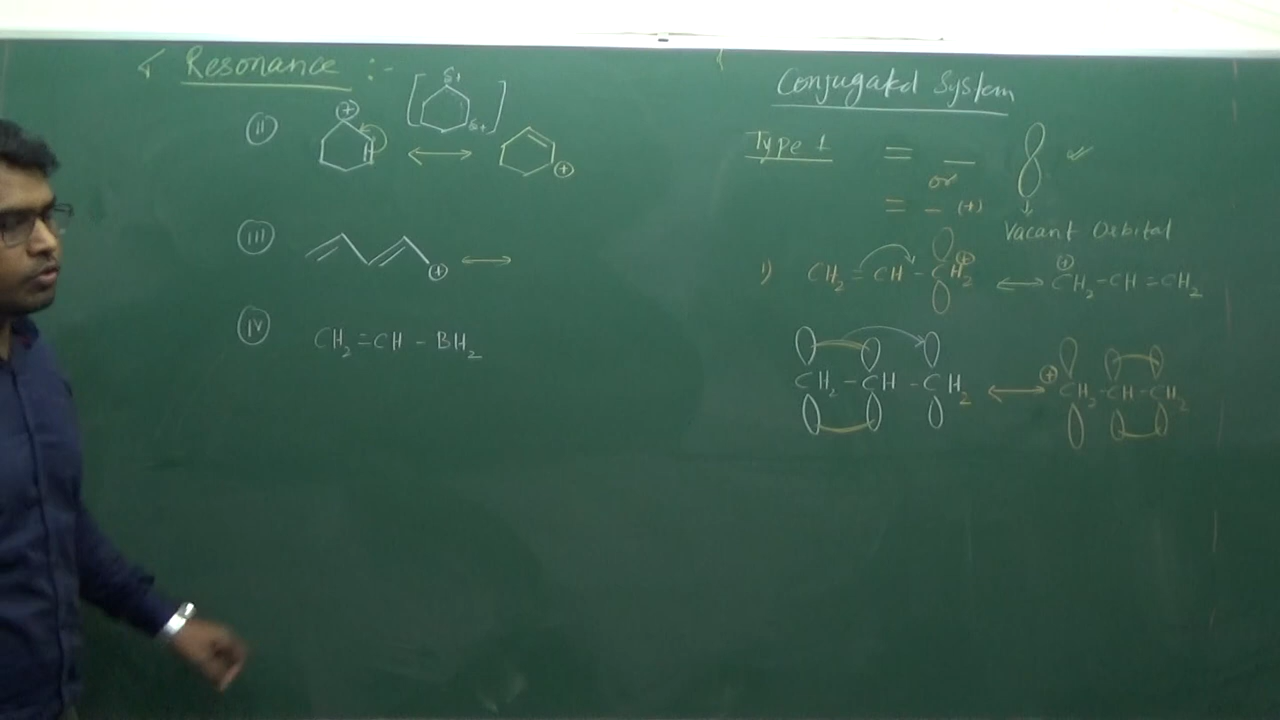 Resonance :-
δ+
δ+
(ii) (+) ⟷ (+)
(iii) (+) ⟷
(iv) CH2=CH-BH2
Conjugated System
Type 1 = —
or
= - (+)
Vacant Orbital
i) CH2=CH-CH2 (+) ⟷ (+) CH2-CH=CH2
CH2-CH-CH2 ⟷ (+) CH2-CH-CH2